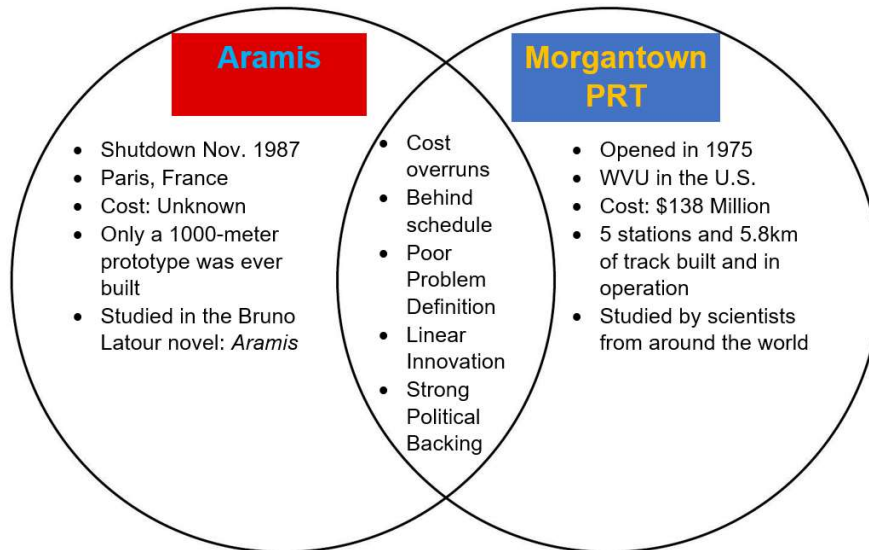 Aramis
• Shutdown Nov. 1987
• Paris, France
• Cost: Unknown
• Only a 1000-meter
prototype was ever
built
• Studied in the Bruno
Latour novel: Aramis
• Cost
overruns
• Behind
schedule
• Poor
Problem
Definition
• Linear
Innovation
• Strong
Political
Backing
Morgantown
PRT
• Opened in 1975
• WVU in the U.S.
• Cost: $138 Million
• 5 stations and 5.8km
of track built and in
operation
• Studied by scientists
from around the world